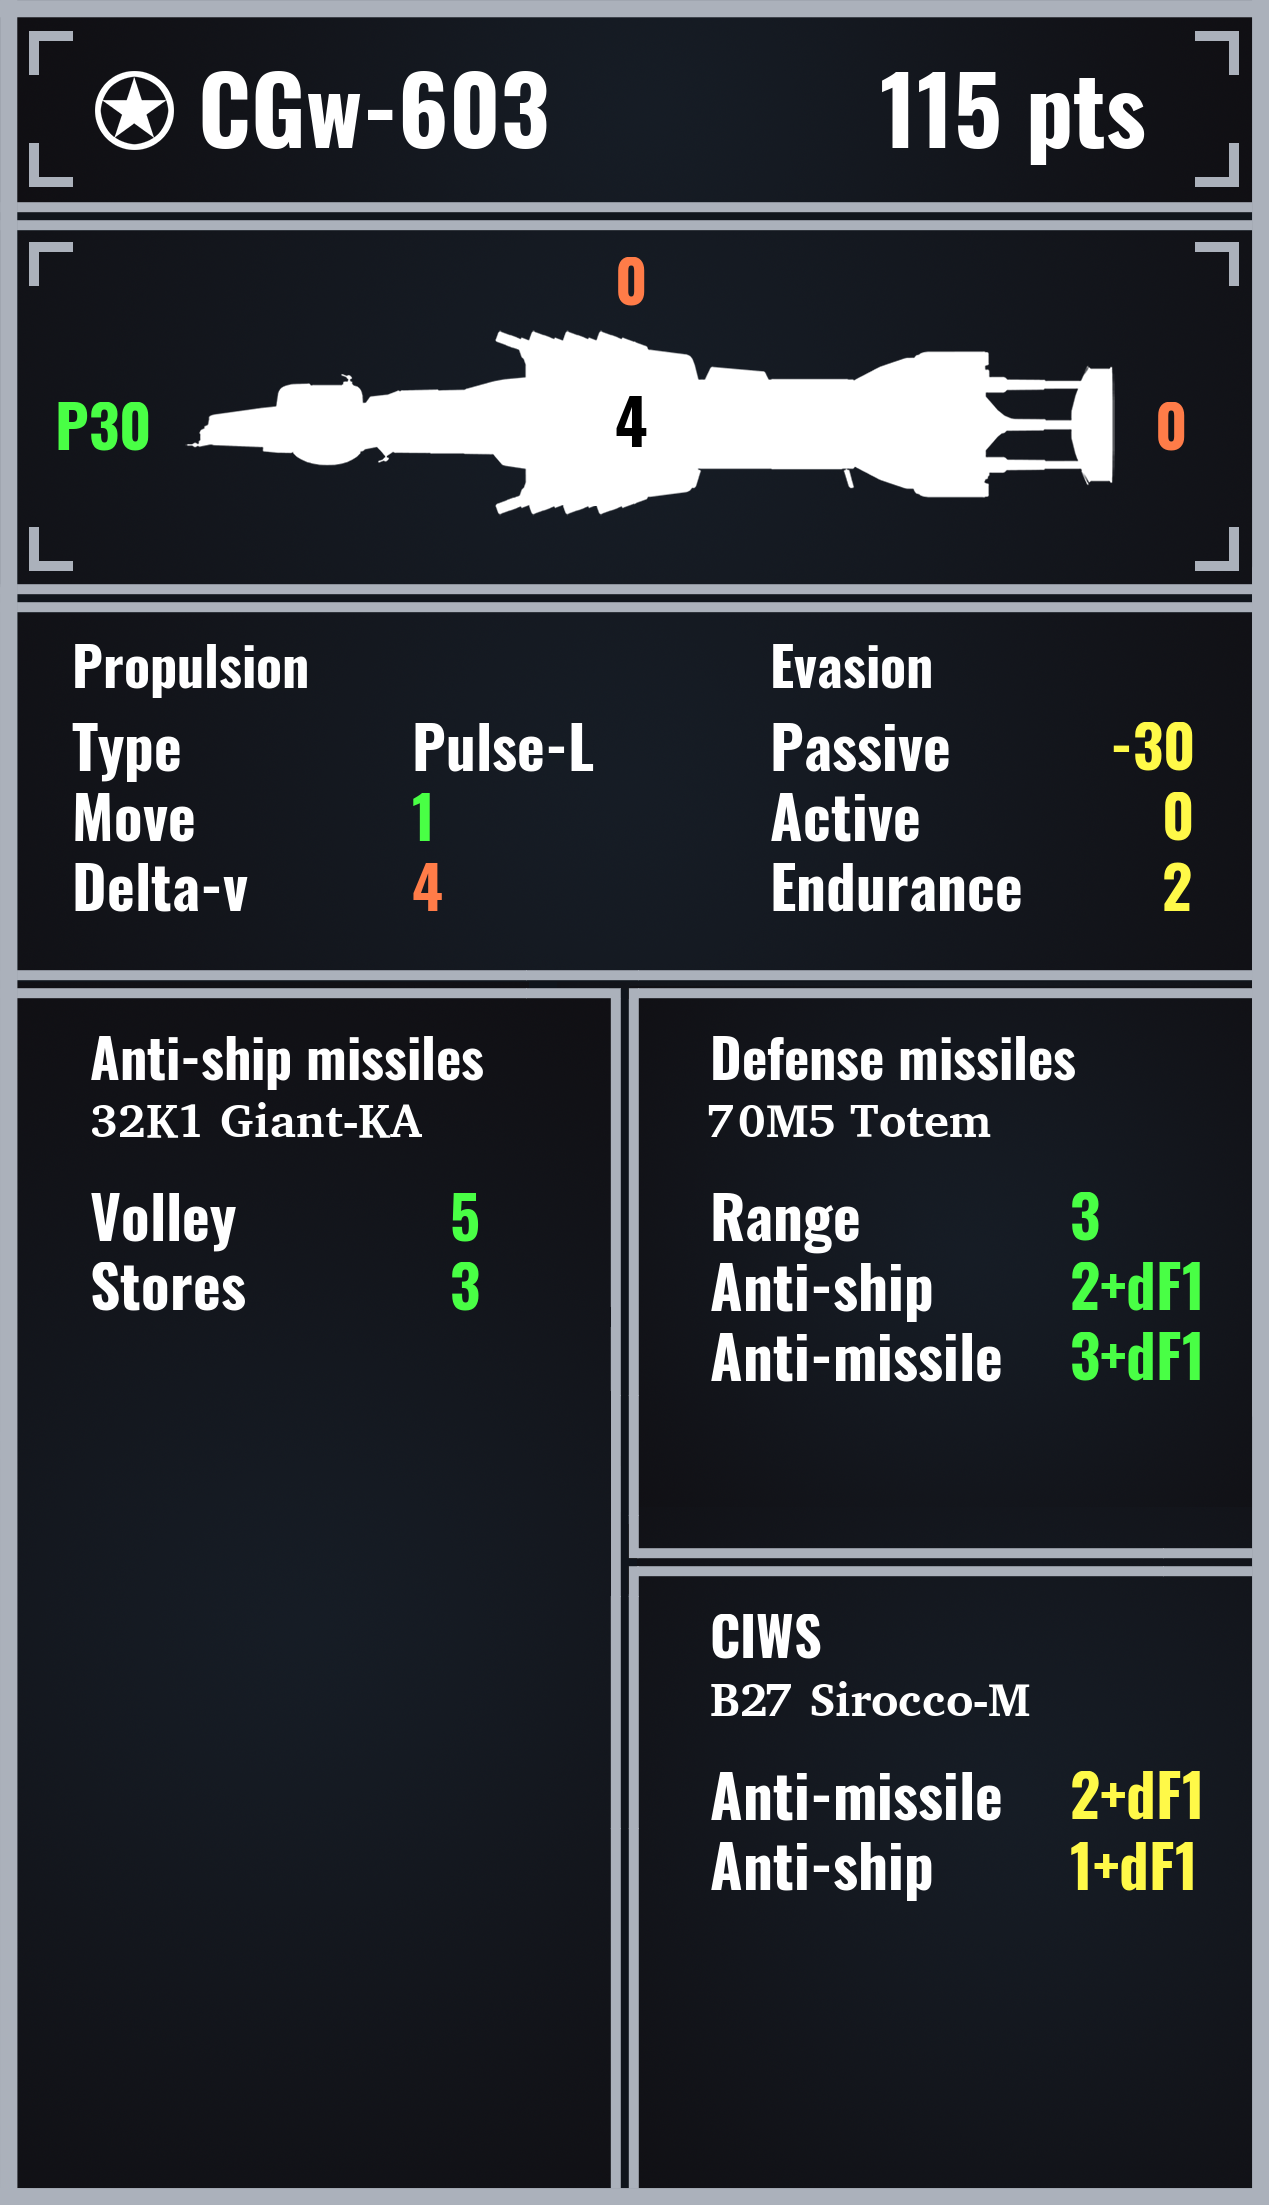 CGw-603 115 pts
0
P30 4 0
Propulsion Evasion
Type Pulse-L Passive -30
Move 1 Active 0
Delta-v 4 Endurance 2
Anti-ship missiles
32K1 Giant-KA
Volley 5
Stores 3
Defense missiles
70M5 Totem
Range 3
Anti-ship 2+dF1
Anti-missile 3+dF1
CIWS
B27 Sirocco-M
Anti-missile 2+dF1
Anti-ship 1+dF1